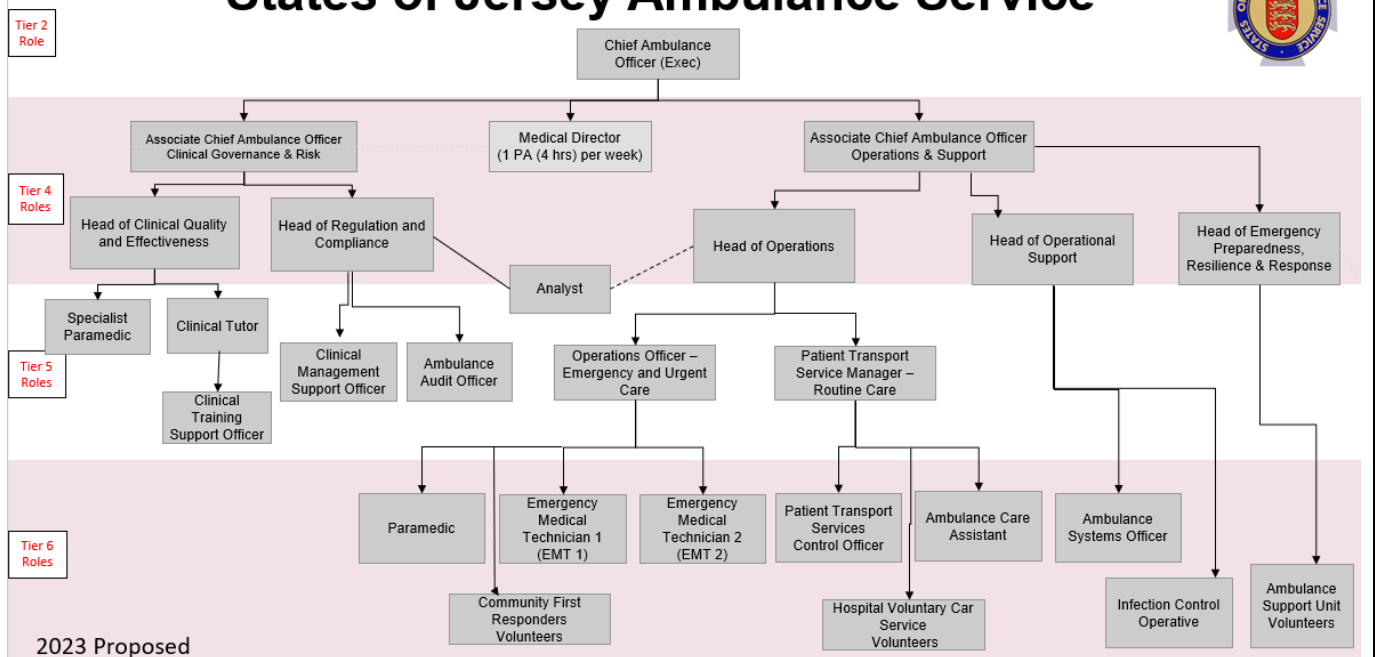 States of Jersey Ambulance Service
Tier 2
Role
STATES
SERVICE
Chief Ambulance
Officer (Exec)
Associate Chief Ambulance Officer
Clinical Governance & Risk
Medical Director
(1 PA (4 hrs) per week)
Associate Chief Ambulance Officer
Operations & Support
Tier 4
Roles
Head of Clinical Quality
and Effectiveness
Head of Regulation and
Compliance
Head of Operations
Head of Operational
Support
Head of Emergency
Preparedness,
Resilience & Response
Analyst
Specialist
Paramedic
Clinical Tutor
Tier 5
Roles
Clinical
Management
Support Officer
Ambulance
Audit Officer
Operations Officer –
Emergency and Urgent
Care
Patient Transport
Service Manager –
Routine Care
Clinical
Training
Support Officer
Tier 6
Roles
Paramedic
Emergency
Medical
Technician 1
(EMT 1)
Emergency
Medical
Technician 2
(EMT 2)
Patient Transport
Services
Control Officer
Ambulance Care
Assistant
Ambulance
Systems Officer
Community First
Responders
Volunteers
Hospital Voluntary Car
Service
Volunteers
Infection Control
Operative
Ambulance
Support Unit
Volunteers
2023 Proposed